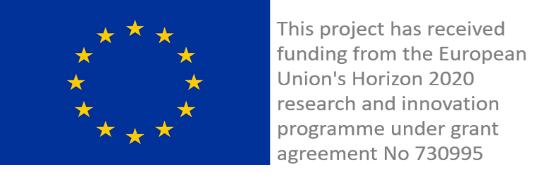 This project has received
funding from the European
Union's Horizon 2020
research and innovation
programme under grant
agreement No 730995